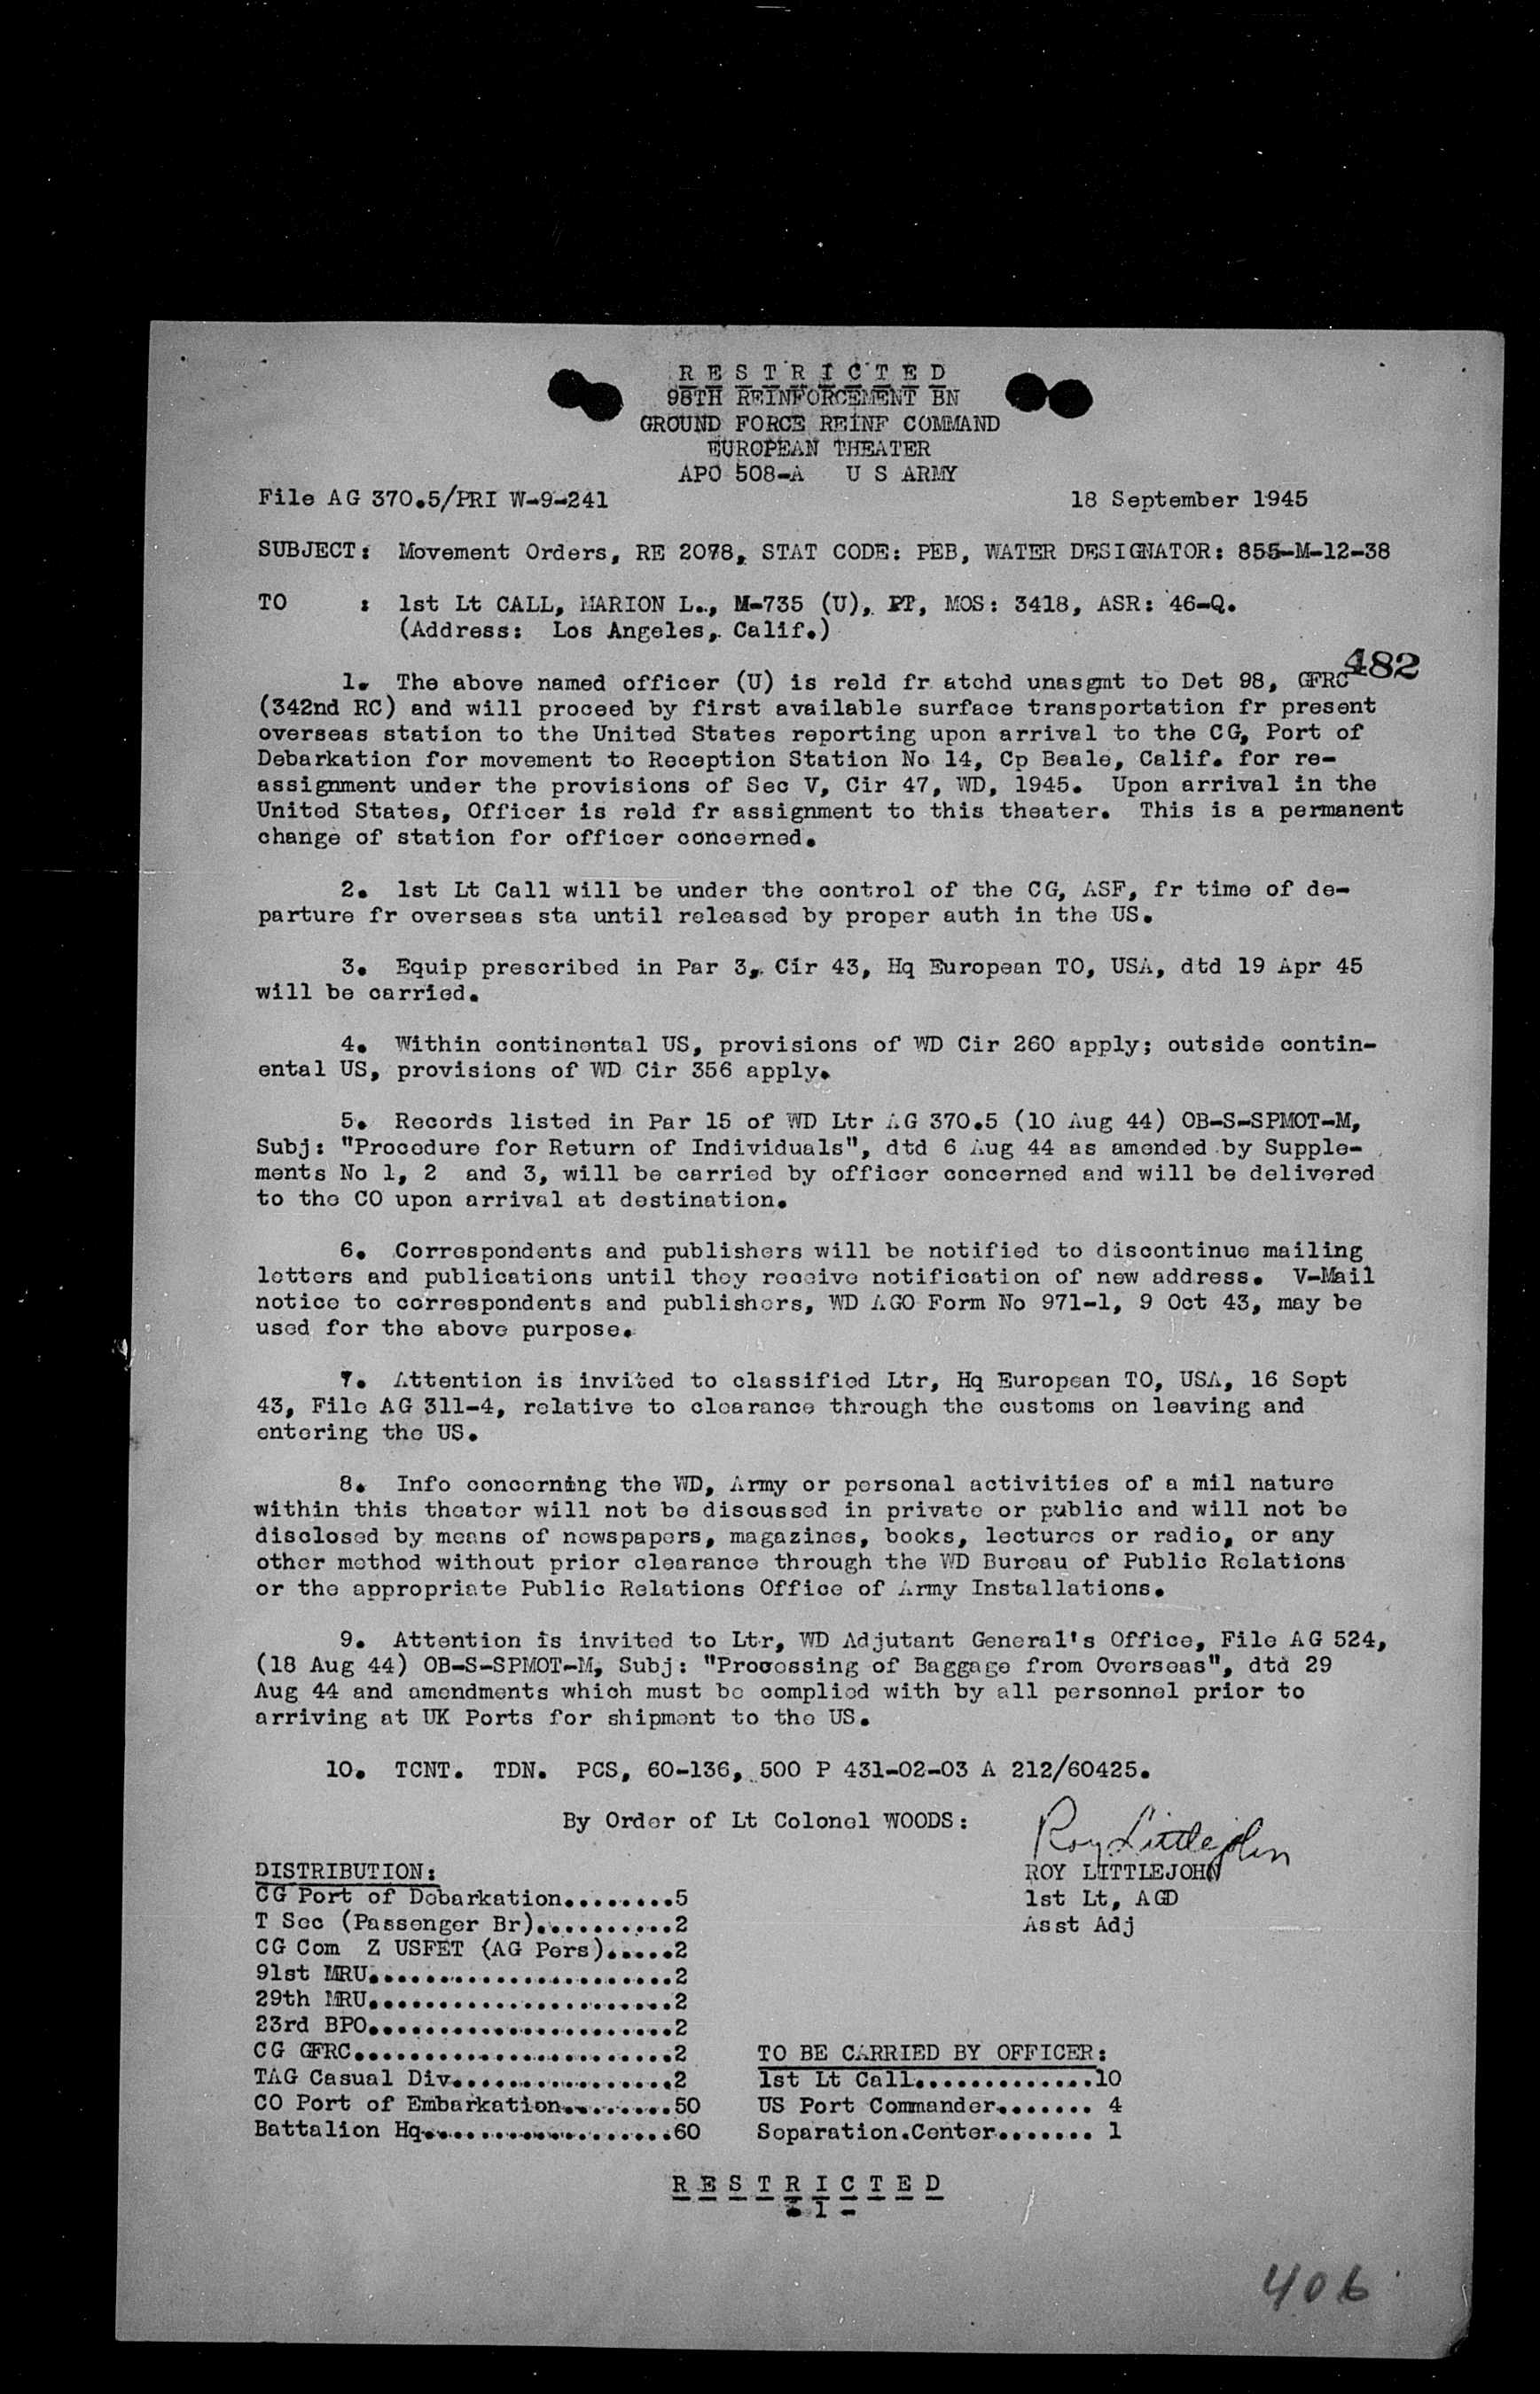 R E S T R I C T E D
98TH REINFORCEMENT BN
GROUND FORCE REINF COMMAND
EUROPEAN THEATER
APO 508-A U S ARMY
File AG 370.5/PRI W-9-241 18 September 1945
SUBJECT: Movement Orders, RE 2078, STAT CODE: PEB, WATER DESIGNATOR: 855-M-12-38
TO : 1st Lt CALL, MARION L., M-735 (U), PT, MOS: 3418, ASR: 46-Q.
(Address: Los Angeles, Calif.)
482
1. The above named officer (U) is reld fr atchd unasgmt to Det 98, GFRC
(342nd RC) and will proceed by first available surface transportation fr present
overseas station to the United States reporting upon arrival to the CG, Port of
Debarkation for movement to Reception Station No 14, Cp Beale, Calif. for re-
assignment under the provisions of Sec V, Cir 47, WD, 1945. Upon arrival in the
United States, Officer is reld fr assignment to this theater. This is a permanent
change of station for officer concerned.
2. 1st Lt Call will be under the control of the CG, ASF, fr time of de-
parture fr overseas sta until released by proper auth in the US.
3. Equip prescribed in Par 3, Cir 43, Hq European TO, USA, dtd 19 Apr 45
will be carried.
4. Within continental US, provisions of WD Cir 260 apply; outside contin-
ental US, provisions of WD Cir 356 apply.
5. Records listed in Par 15 of WD Ltr AG 370.5 (10 Aug 44) OB-S-SPMOT-M,
Subj: "Procedure for Return of Individuals", dtd 6 Aug 44 as amended by Supple-
ments No 1, 2 and 3, will be carried by officer concerned and will be delivered
to the CO upon arrival at destination.
6. Correspondents and publishers will be notified to discontinue mailing
letters and publications until they receive notification of new address. V-Mail
notice to correspondents and publishers, WD AGO Form No 971-1, 9 Oct 43, may be
used for the above purpose.
7. Attention is invited to classified Ltr, Hq European TO, USA, 16 Sept
43, File AG 311-4, relative to clearance through the customs on leaving and
entering the US.
8. Info concerning the WD, Army or personal activities of a mil nature
within this theater will not be discussed in private or public and will not be
disclosed by means of newspapers, magazines, books, lectures or radio, or any
other method without prior clearance through the WD Bureau of Public Relations
or the appropriate Public Relations Office of Army Installations.
9. Attention is invited to Ltr, WD Adjutant General's Office, File AG 524,
(18 Aug 44) OB-S-SPMOT-M, Subj: "Processing of Baggage from Overseas", dtd 29
Aug 44 and amendments which must be complied with by all personnel prior to
arriving at UK Ports for shipment to the US.
10. TCNT. TDN. PCS, 60-136, 500 P 431-02-03 A 212/60425.
By Order of Lt Colonel WOODS:
Roy Littlejohn
ROY LITTLEJOHN
1st Lt, AGD
Asst Adj
DISTRIBUTION:
CG Port of Debarkation........5
T Sec (Passenger Br)..........2
CG Com Z USFET (AG Pers).....2
91st MRU......................2
29th MRU......................2
23rd BPO......................2
CG GFRC.......................2
TAG Casual Div................2
CO Port of Embarkation........50
Battalion Hq..................60
TO BE CARRIED BY OFFICER:
1st Lt Call.............10
US Port Commander....... 4
Separation.Center....... 1
R E S T R I C T E D
- 1 -
406